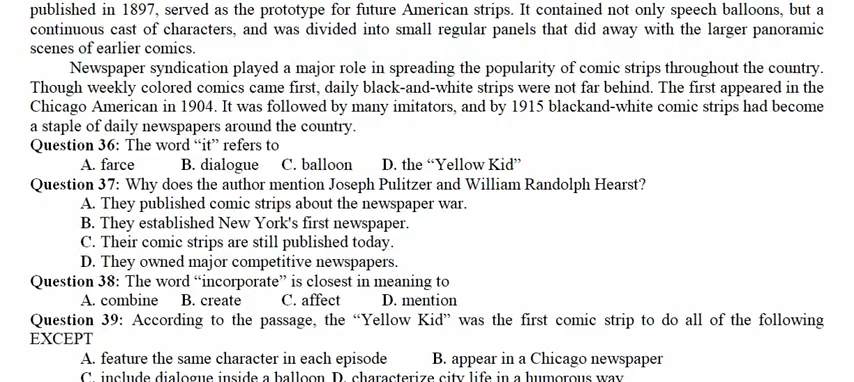 published in 1897, served as the prototype for future American strips. It contained not only speech balloons, but a
continuous cast of characters, and was divided into small regular panels that did away with the larger panoramic
scenes of earlier comics.
Newspaper syndication played a major role in spreading the popularity of comic strips throughout the country.
Though weekly colored comics came first, daily black-and-white strips were not far behind. The first appeared in the
Chicago American in 1904. It was followed by many imitators, and by 1915 blackand-white comic strips had become
a staple of daily newspapers around the country.
Question 36: The word “it” refers to
A. farce B. dialogue C. balloon D. the “Yellow Kid”
Question 37: Why does the author mention Joseph Pulitzer and William Randolph Hearst?
A. They published comic strips about the newspaper war.
B. They established New York's first newspaper.
C. Their comic strips are still published today.
D. They owned major competitive newspapers.
Question 38: The word “incorporate” is closest in meaning to
A. combine B. create C. affect D. mention
Question 39: According to the passage, the “Yellow Kid” was the first comic strip to do all of the following
EXCEPT
A. feature the same character in each episode B. appear in a Chicago newspaper
C. include dialogue inside a balloon D. characterize city life in a humorous way